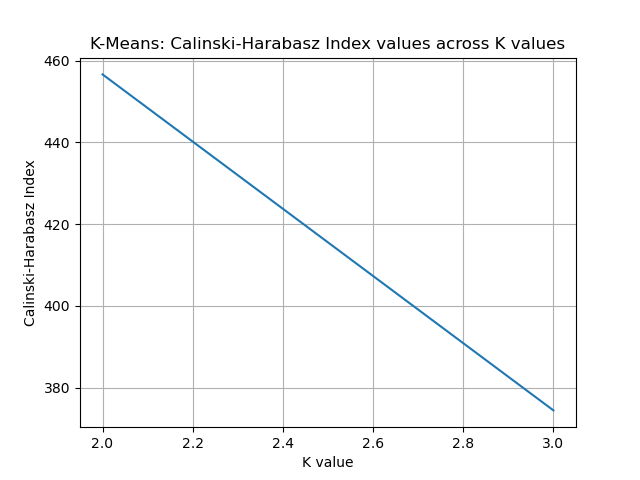 K-Means: Calinski-Harabasz Index values across K values
460
440
420
400
380
Calinski-Harabasz Index
2.0 2.2 2.4 2.6 2.8 3.0
K value